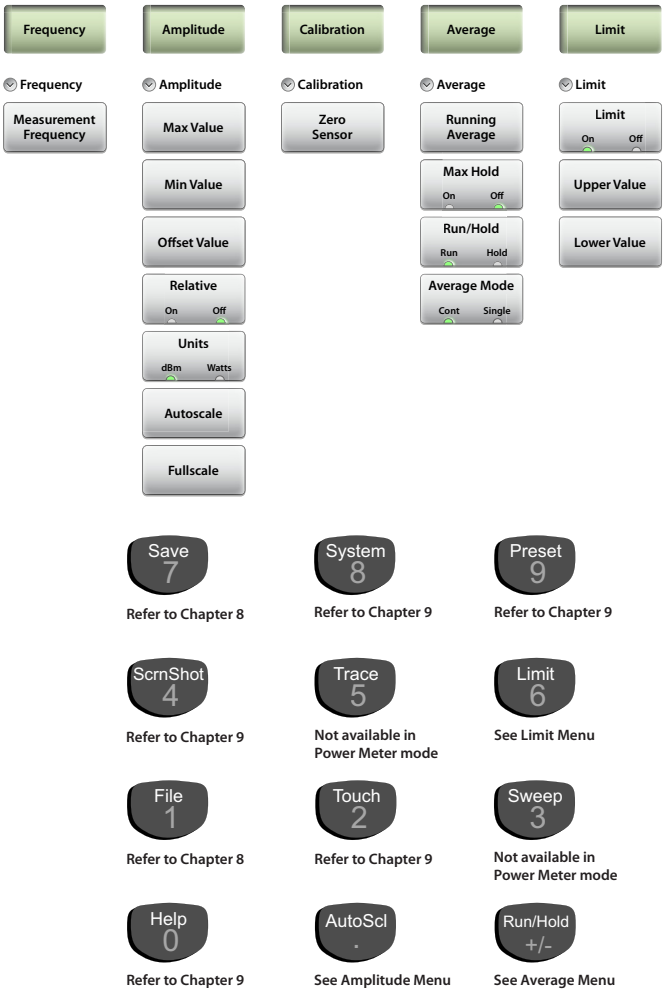 Frequency
Amplitude
Calibration
Average
Limit
Frequency
Amplitude
Calibration
Average
Limit
Measurement
Frequency
Max Value
Min Value
Offset Value
Relative
On Off
Units
dBm Watts
Autoscale
Fullscale
Zero
Sensor
Running
Average
Max Hold
On Off
Run/Hold
Run Hold
Average Mode
Cont Single
Limit
On Off
Upper Value
Lower Value
Save
7
Refer to Chapter 8
System
8
Refer to Chapter 9
Preset
9
Refer to Chapter 9
ScrnShot
4
Refer to Chapter 9
Trace
5
Not available in
Power Meter mode
Limit
6
See Limit Menu
File
1
Refer to Chapter 8
Touch
2
Refer to Chapter 9
Sweep
3
Not available in
Power Meter mode
Help
0
Refer to Chapter 9
AutoScl
.
See Amplitude Menu
Run/Hold
+/-
See Average Menu